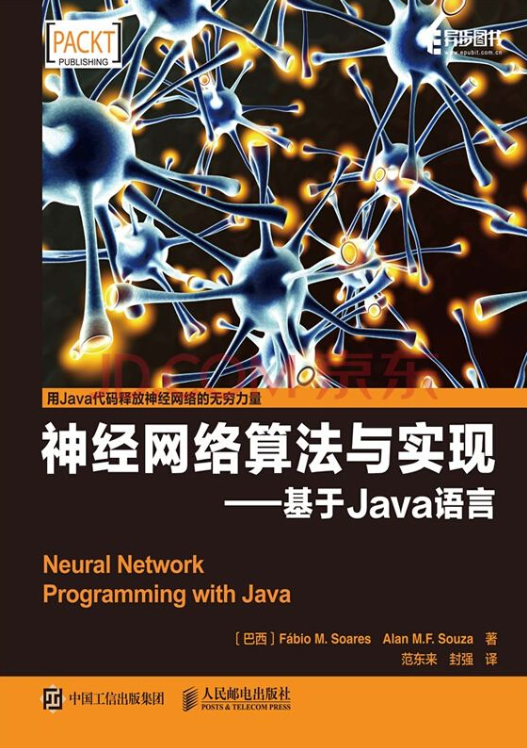 [PACKT]
PUBLISHING
异步图书
www.epubit.com.cn
JD.COM 京东
用Java代码释放神经网络的无穷力量
神经网络算法与实现
——基于Java语言
Neural Network
Programming with Java
[巴西] Fábio M. Soares Alan M.F. Souza 著
范东来 封强 译
中国工信出版集团
人民邮电出版社
POSTS & TELECOM PRESS